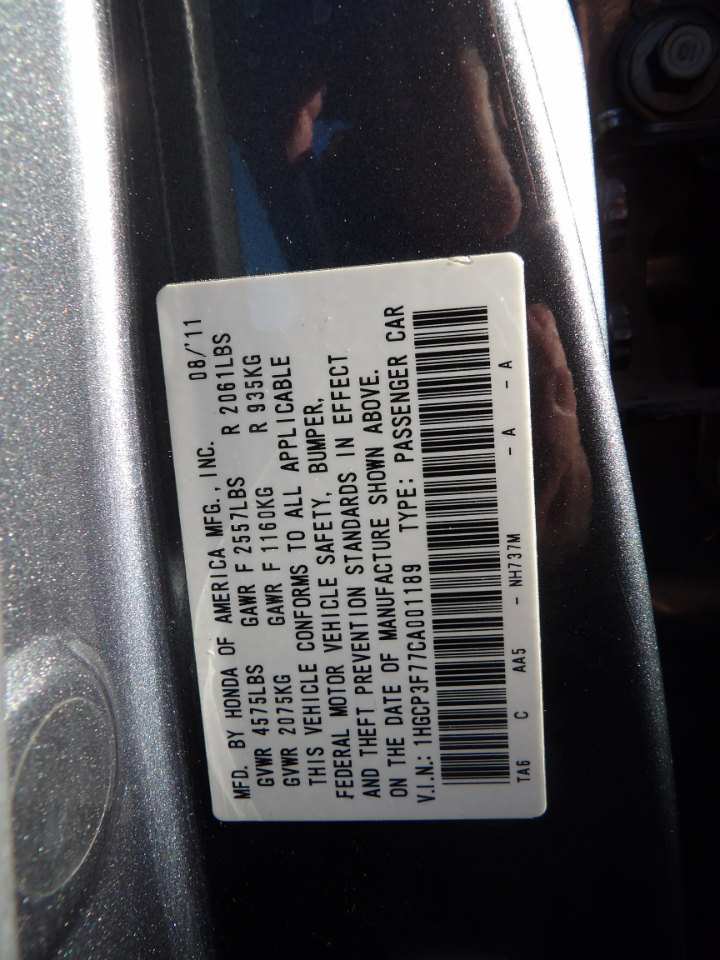 MFD. BY HONDA OF AMERICA MFG., INC. 08/'11
GVWR 4575LBS GAWR F 2557LBS R 2061LBS
GVWR 2075KG GAWR F 1160KG R 935KG
THIS VEHICLE CONFORMS TO ALL APPLICABLE
FEDERAL MOTOR VEHICLE SAFETY, BUMPER,
AND THEFT PREVENTION STANDARDS IN EFFECT
ON THE DATE OF MANUFACTURE SHOWN ABOVE.
V.I.N.: 1HGCP3F77CA001189 TYPE: PASSENGER CAR
TA6 C AA5 - NH737M - A - A